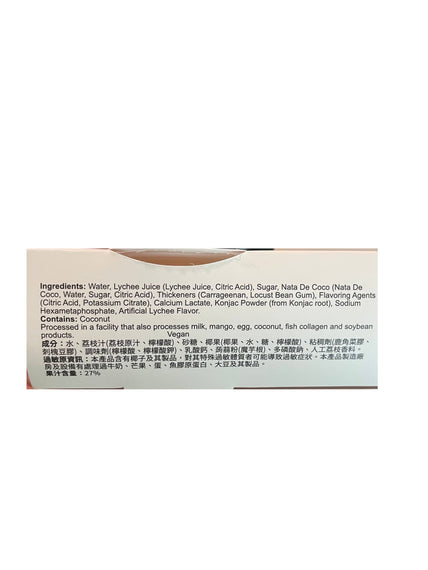 Ingredients: Water, Lychee Juice (Lychee Juice, Citric Acid), Sugar, Nata De Coco (Nata De
Coco, Water, Sugar, Citric Acid), Thickeners (Carrageenan, Locust Bean Gum), Flavoring Agents
(Citric Acid, Potassium Citrate), Calcium Lactate, Konjac Powder (from Konjac root), Sodium
Hexametaphosphate, Artificial Lychee Flavor.
Contains: Coconut
Processed in a facility that also processes milk, mango, egg, coconut, fish collagen and soybean
products. Vegan
成分：水、荔枝汁(荔枝原汁、檸檬酸)、砂糖、椰果(椰果、水、糖、檸檬酸)、粘稠劑(鹿角菜膠、
刺槐豆膠)、調味劑(檸檬酸、檸檬酸鉀)、乳酸鈣、蒟蒻粉(魔芋根)、多磷酸鈉、人工荔枝香料。
過敏原資訊：本產品含有椰子及其製品，對其特殊過敏體質者可能導致過敏症狀。本產品製造廠
房及設備有處理過牛奶、芒果、蛋、魚膠原蛋白、大豆及其製品。
果汁含量：27%